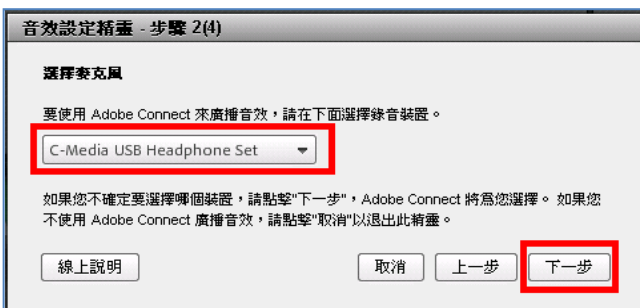 音效設定精靈 - 步驟 2(4)
選擇麥克風
要使用 Adobe Connect 來廣播音效，請在下面選擇錄音裝置。
C-Media USB Headphone Set
如果您不確定要選擇哪個裝置，請點擊"下一步"，Adobe Connect 將為您選擇。 如果您
不使用 Adobe Connect 廣播音效，請點擊"取消"以退出此精靈。
線上說明 取消 上一步 下一步